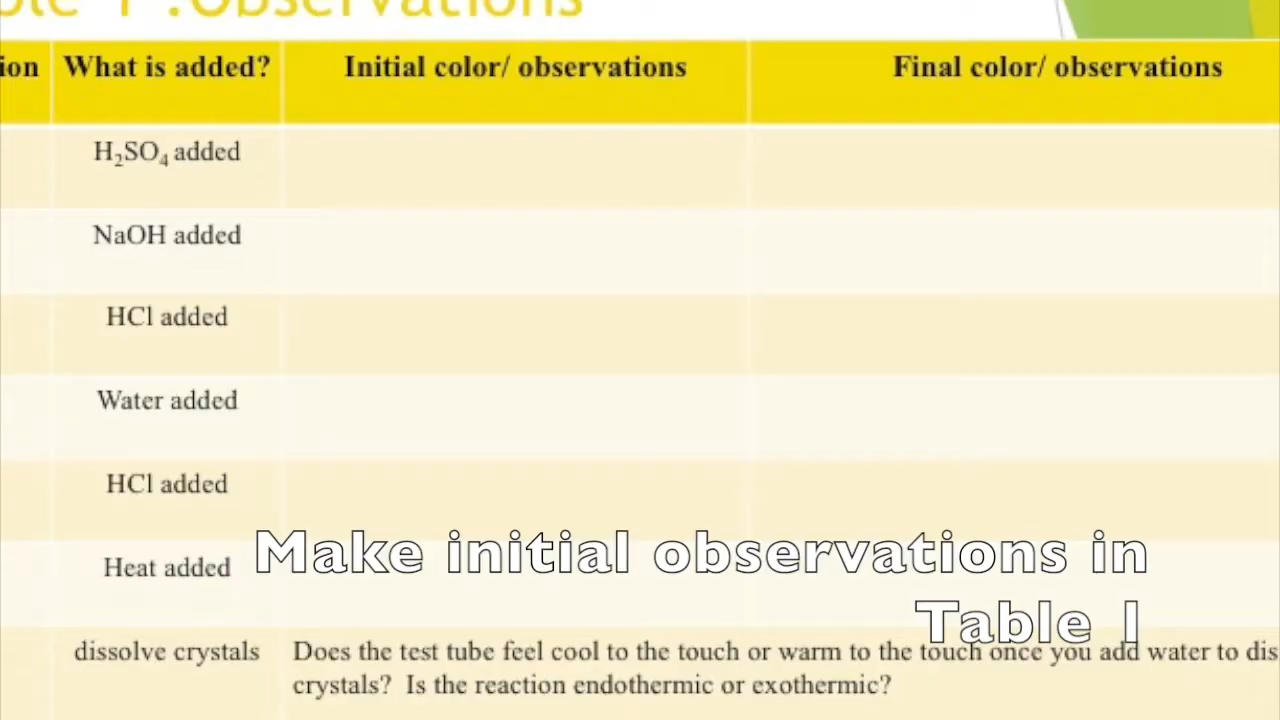 1 :Observations
What is added? Initial color/ observations Final color/ observations
H₂SO₄ added
NaOH added
HCl added
Water added
HCl added
Heat added
Make initial observations in
Table 1
dissolve crystals Does the test tube feel cool to the touch or warm to the touch once you add water to
crystals? Is the reaction endothermic or exothermic?